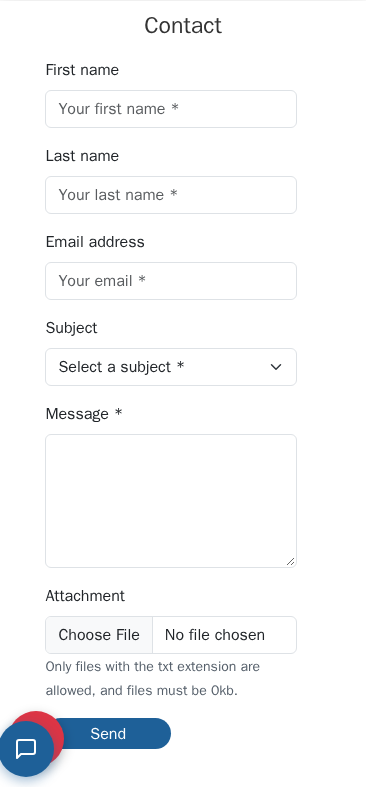 Contact
First name
Your first name *
Last name
Your last name *
Email address
Your email *
Subject
Select a subject *
Message *
Attachment
Choose File No file chosen
Only files with the txt extension are
allowed, and files must be 0kb.
Send